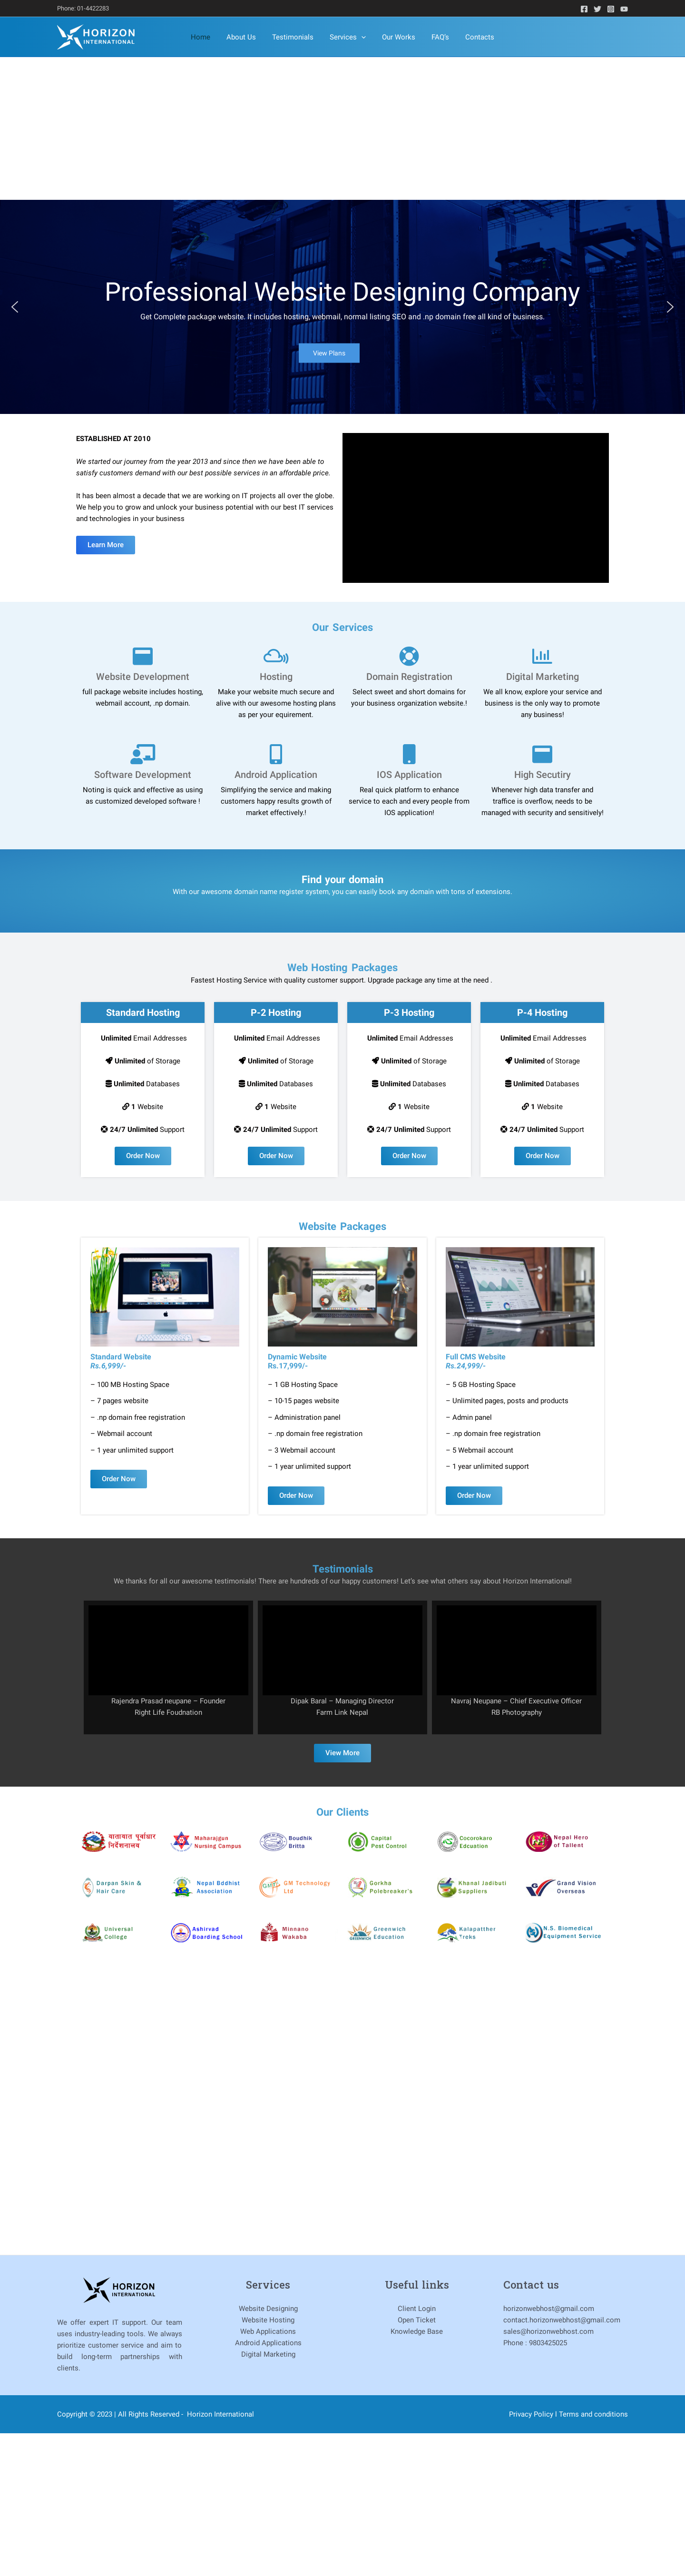 Phone: 01-4422283
HORIZON
INTERNATIONAL
Home
About Us
Testimonials
Services
Our Works
FAQ's
Contacts
Professional Website Designing Company
Get Complete package website. It includes hosting, webmail, normal listing SEO and .np domain free all kind of business.
View Plans
ESTABLISHED AT 2010
We started our journey from the year 2013 and since then we have been able to
satisfy customers demand with our best possible services in an affordable price.
It has been almost a decade that we are working on IT projects all over the globe.
We help you to grow and unlock your business potential with our best IT services
and technologies in your business
Learn More
Our Services
Website Development
full package website includes hosting,
webmail account, .np domain.
Hosting
Make your website much secure and
alive with our awesome hosting plans
as per your equirement.
Domain Registration
Select sweet and short domains for
your business organization website.!
Digital Marketing
We all know, explore your service and
business is the only way to promote
any business!
Software Development
Noting is quick and effective as using
as customized developed software !
Android Application
Simplifying the service and making
customers happy results growth of
market effectively.!
IOS Application
Real quick platform to enhance
service to each and every people from
IOS application!
High Secutiry
Whenever high data transfer and
traffice is overflow, needs to be
managed with security and sensitively!
Find your domain
With our awesome domain name register system, you can easily book any domain with tons of extensions.
Web Hosting Packages
Fastest Hosting Service with quality customer support. Upgrade package any time at the need .
Standard Hosting
Unlimited Email Addresses
Unlimited of Storage
Unlimited Databases
1 Website
24/7 Unlimited Support
Order Now
P-2 Hosting
Unlimited Email Addresses
Unlimited of Storage
Unlimited Databases
1 Website
24/7 Unlimited Support
Order Now
P-3 Hosting
Unlimited Email Addresses
Unlimited of Storage
Unlimited Databases
1 Website
24/7 Unlimited Support
Order Now
P-4 Hosting
Unlimited Email Addresses
Unlimited of Storage
Unlimited Databases
1 Website
24/7 Unlimited Support
Order Now
Website Packages
Standard Website
Rs.6,999/-
– 100 MB Hosting Space
– 7 pages website
– .np domain free registration
– Webmail account
– 1 year unlimited support
Order Now
Dynamic Website
Rs.17,999/-
– 1 GB Hosting Space
– 10-15 pages website
– Administration panel
– .np domain free registration
– 3 Webmail account
– 1 year unlimited support
Order Now
Full CMS Website
Rs.24,999/-
– 5 GB Hosting Space
– Unlimited pages, posts and products
– Admin panel
– .np domain free registration
– 5 Webmail account
– 1 year unlimited support
Order Now
Testimonials
We thanks for all our awesome testimonials! There are hundreds of our happy customers! Let's see what others say about Horizon International!
Rajendra Prasad neupane – Founder
Right Life Foudnation
Dipak Baral – Managing Director
Farm Link Nepal
Navraj Neupane – Chief Executive Officer
RB Photography
View More
Our Clients
यातायात पूर्वाधार
निर्देशनालय
Maharajgun
Nursing Campus
Boudhik
Britta
Capital
Pest Control
Cocorokaro
Edcuation
Nepal Hero
of Tallent
Darpan Skin &
Hair Care
Nepal Bddhist
Association
GM Technology
Ltd
Gorkha
Polebreaker's
Khanal Jadibuti
Suppliers
Grand Vision
Overseas
Universal
College
Ashirvad
Boarding School
Minnano
Wakaba
Greenwich
Education
Kalapatther
Treks
N.S. Biomedical
Equipment Service
HORIZON
INTERNATIONAL
We offer expert IT support. Our team
uses industry-leading tools. We always
prioritize customer service and aim to
build long-term partnerships with
clients.
Services
Website Designing
Website Hosting
Web Applications
Android Applications
Digital Marketing
Useful links
Client Login
Open Ticket
Knowledge Base
Contact us
horizonwebhost@gmail.com
contact.horizonwebhost@gmail.com
sales@horizonwebhost.com
Phone : 9803425025
Copyright © 2023 | All Rights Reserved - Horizon International
Privacy Policy I Terms and conditions